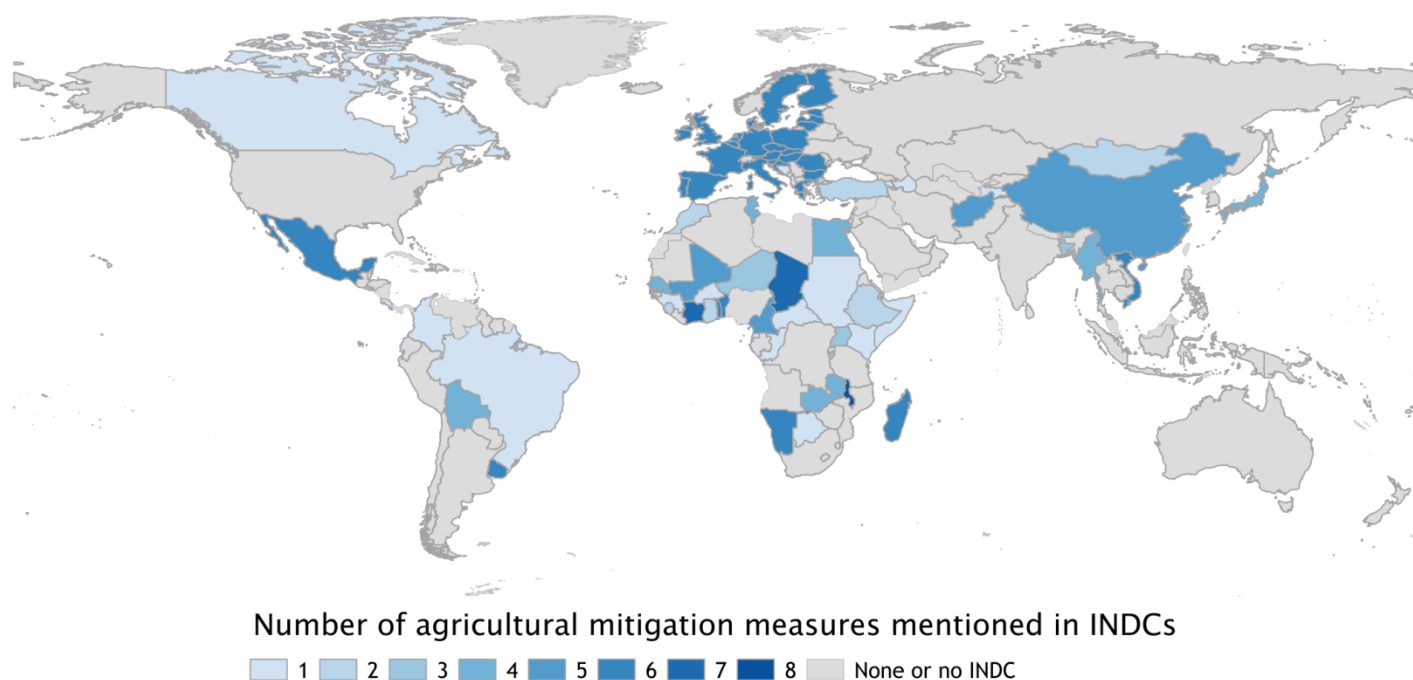 Number of agricultural mitigation measures mentioned in INDCs
1 2 3 4 5 6 7 8 None or no INDC